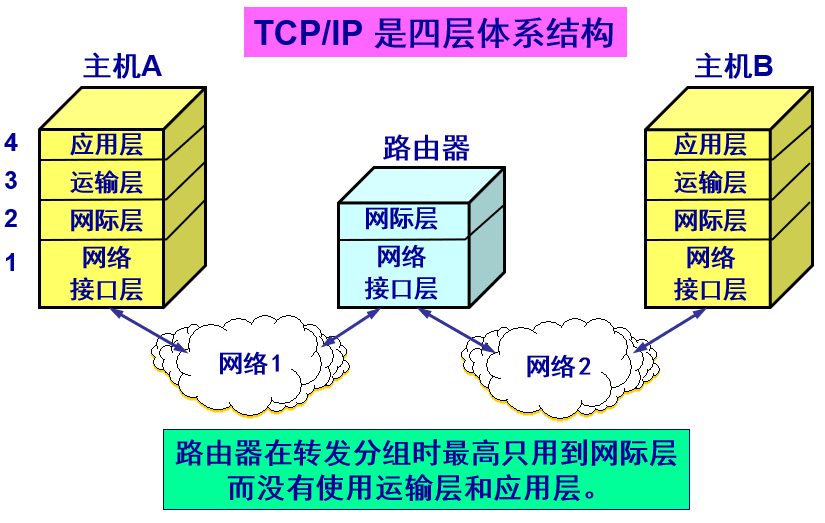 TCP/IP 是四层体系结构
主机A
主机B
路由器
4
应用层
3
运输层
2
网际层
1
网络
接口层
网际层
网络
接口层
应用层
运输层
网际层
网络
接口层
网络1
网络2
路由器在转发分组时最高只用到网际层
而没有使用运输层和应用层。